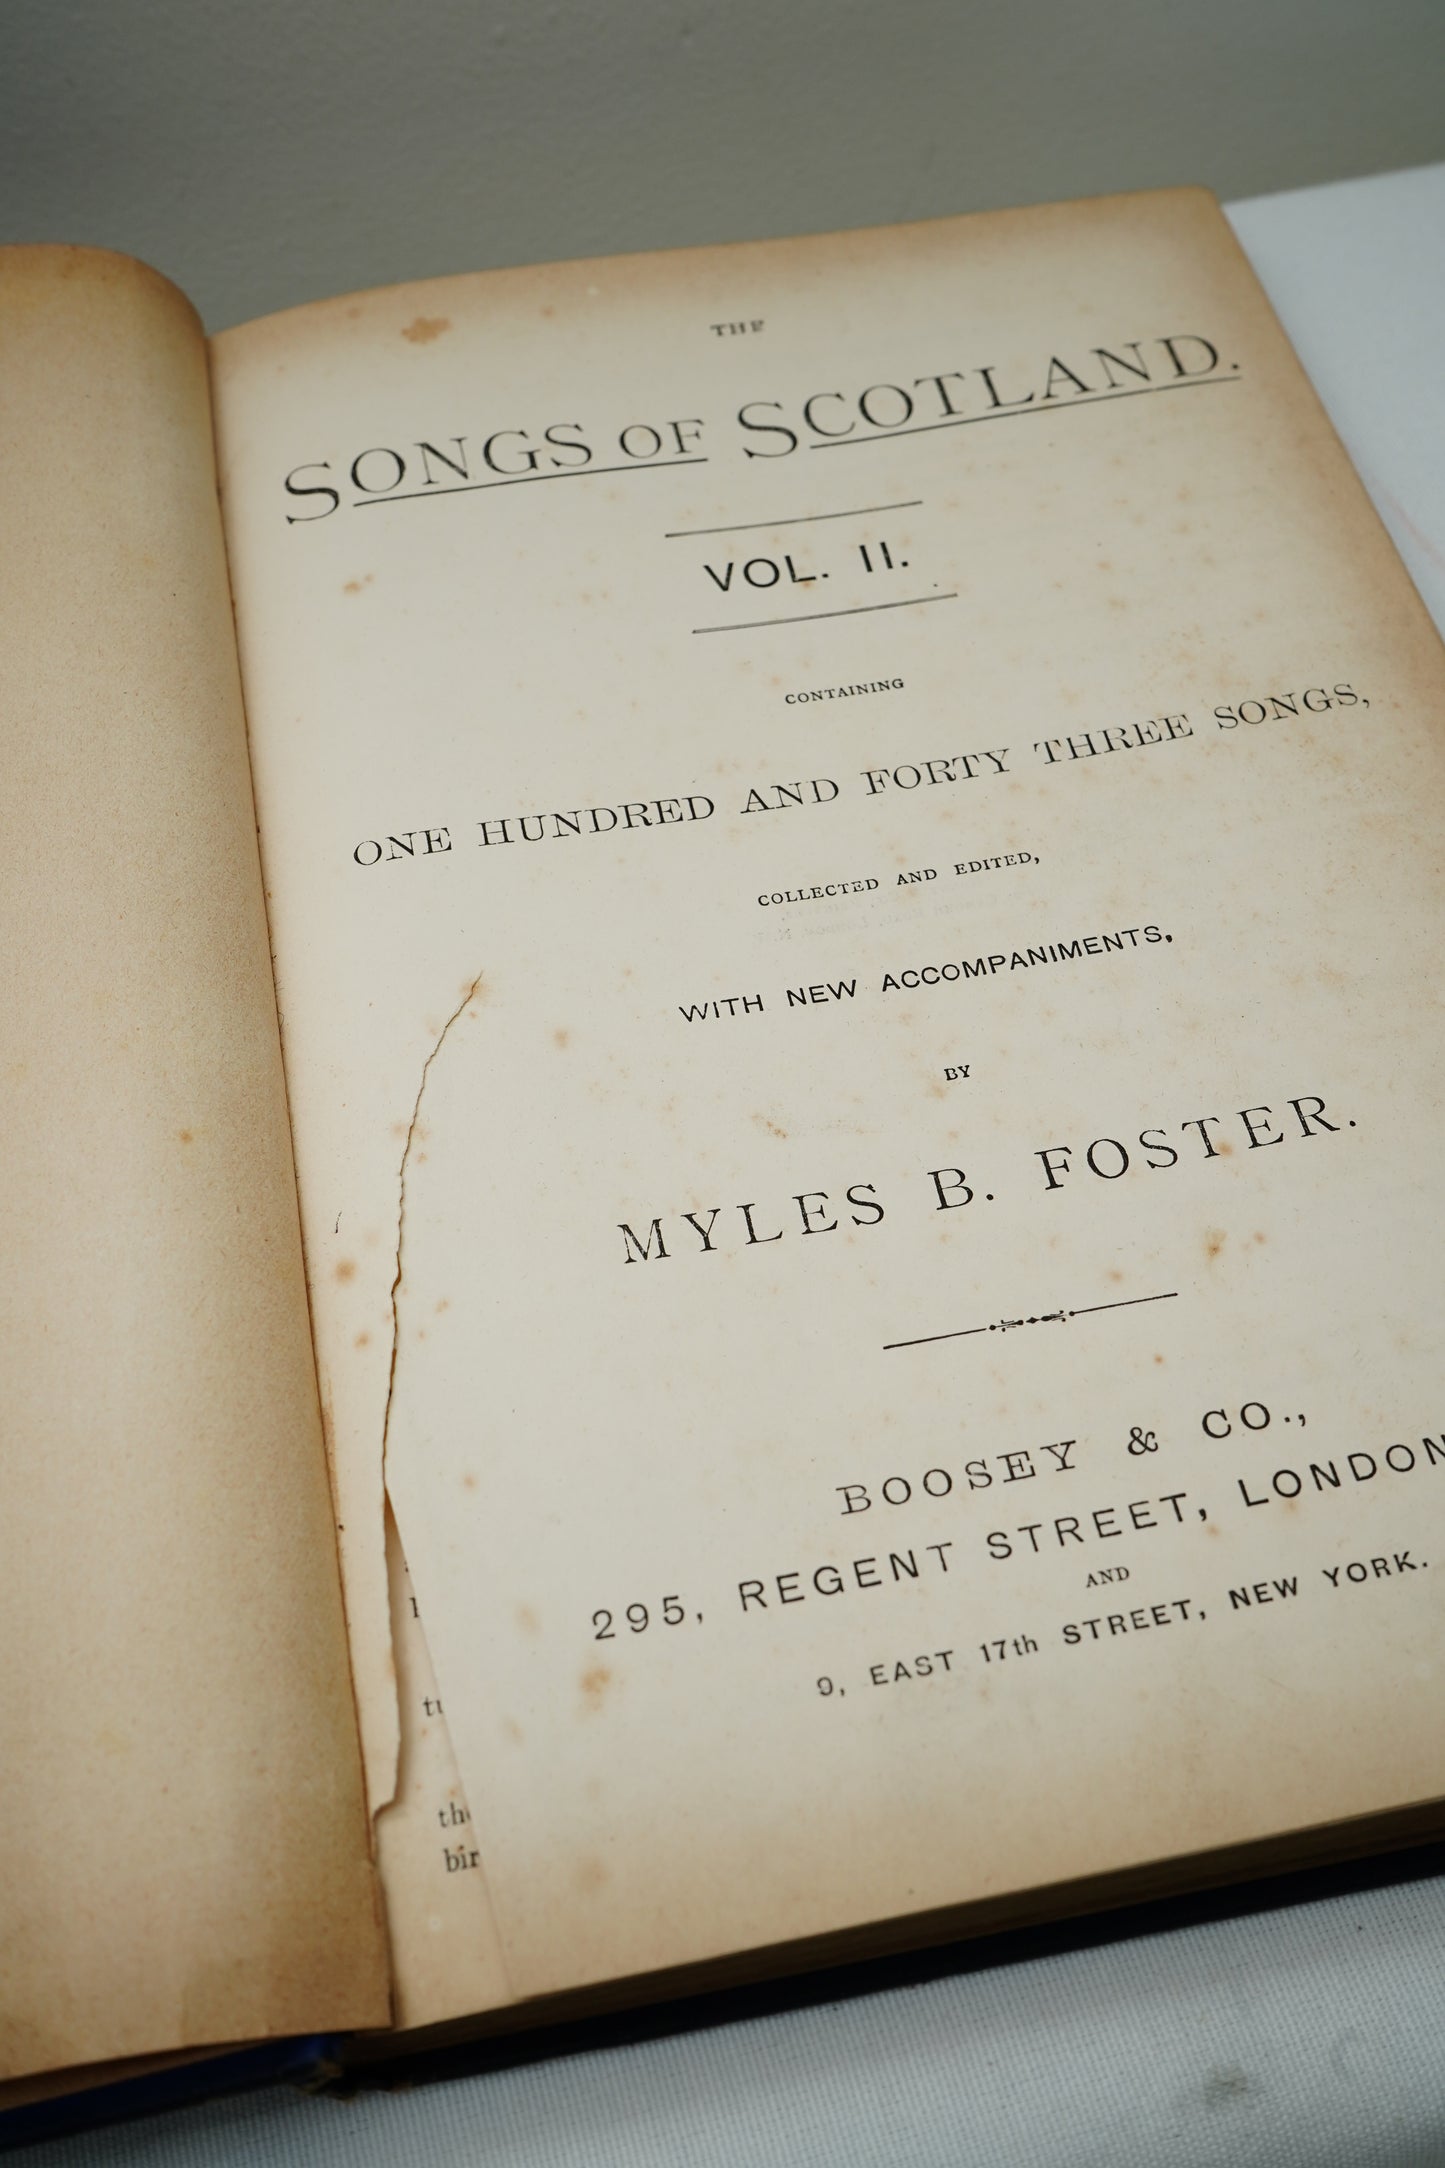 THE
SONGS OF SCOTLAND.
VOL. II.
CONTAINING
ONE HUNDRED AND FORTY THREE SONGS,
COLLECTED AND EDITED,
WITH NEW ACCOMPANIMENTS,
BY
MYLES B. FOSTER.
BOOSEY & CO.,
295, REGENT STREET, LONDON
AND
9, EAST 17th STREET, NEW YORK.